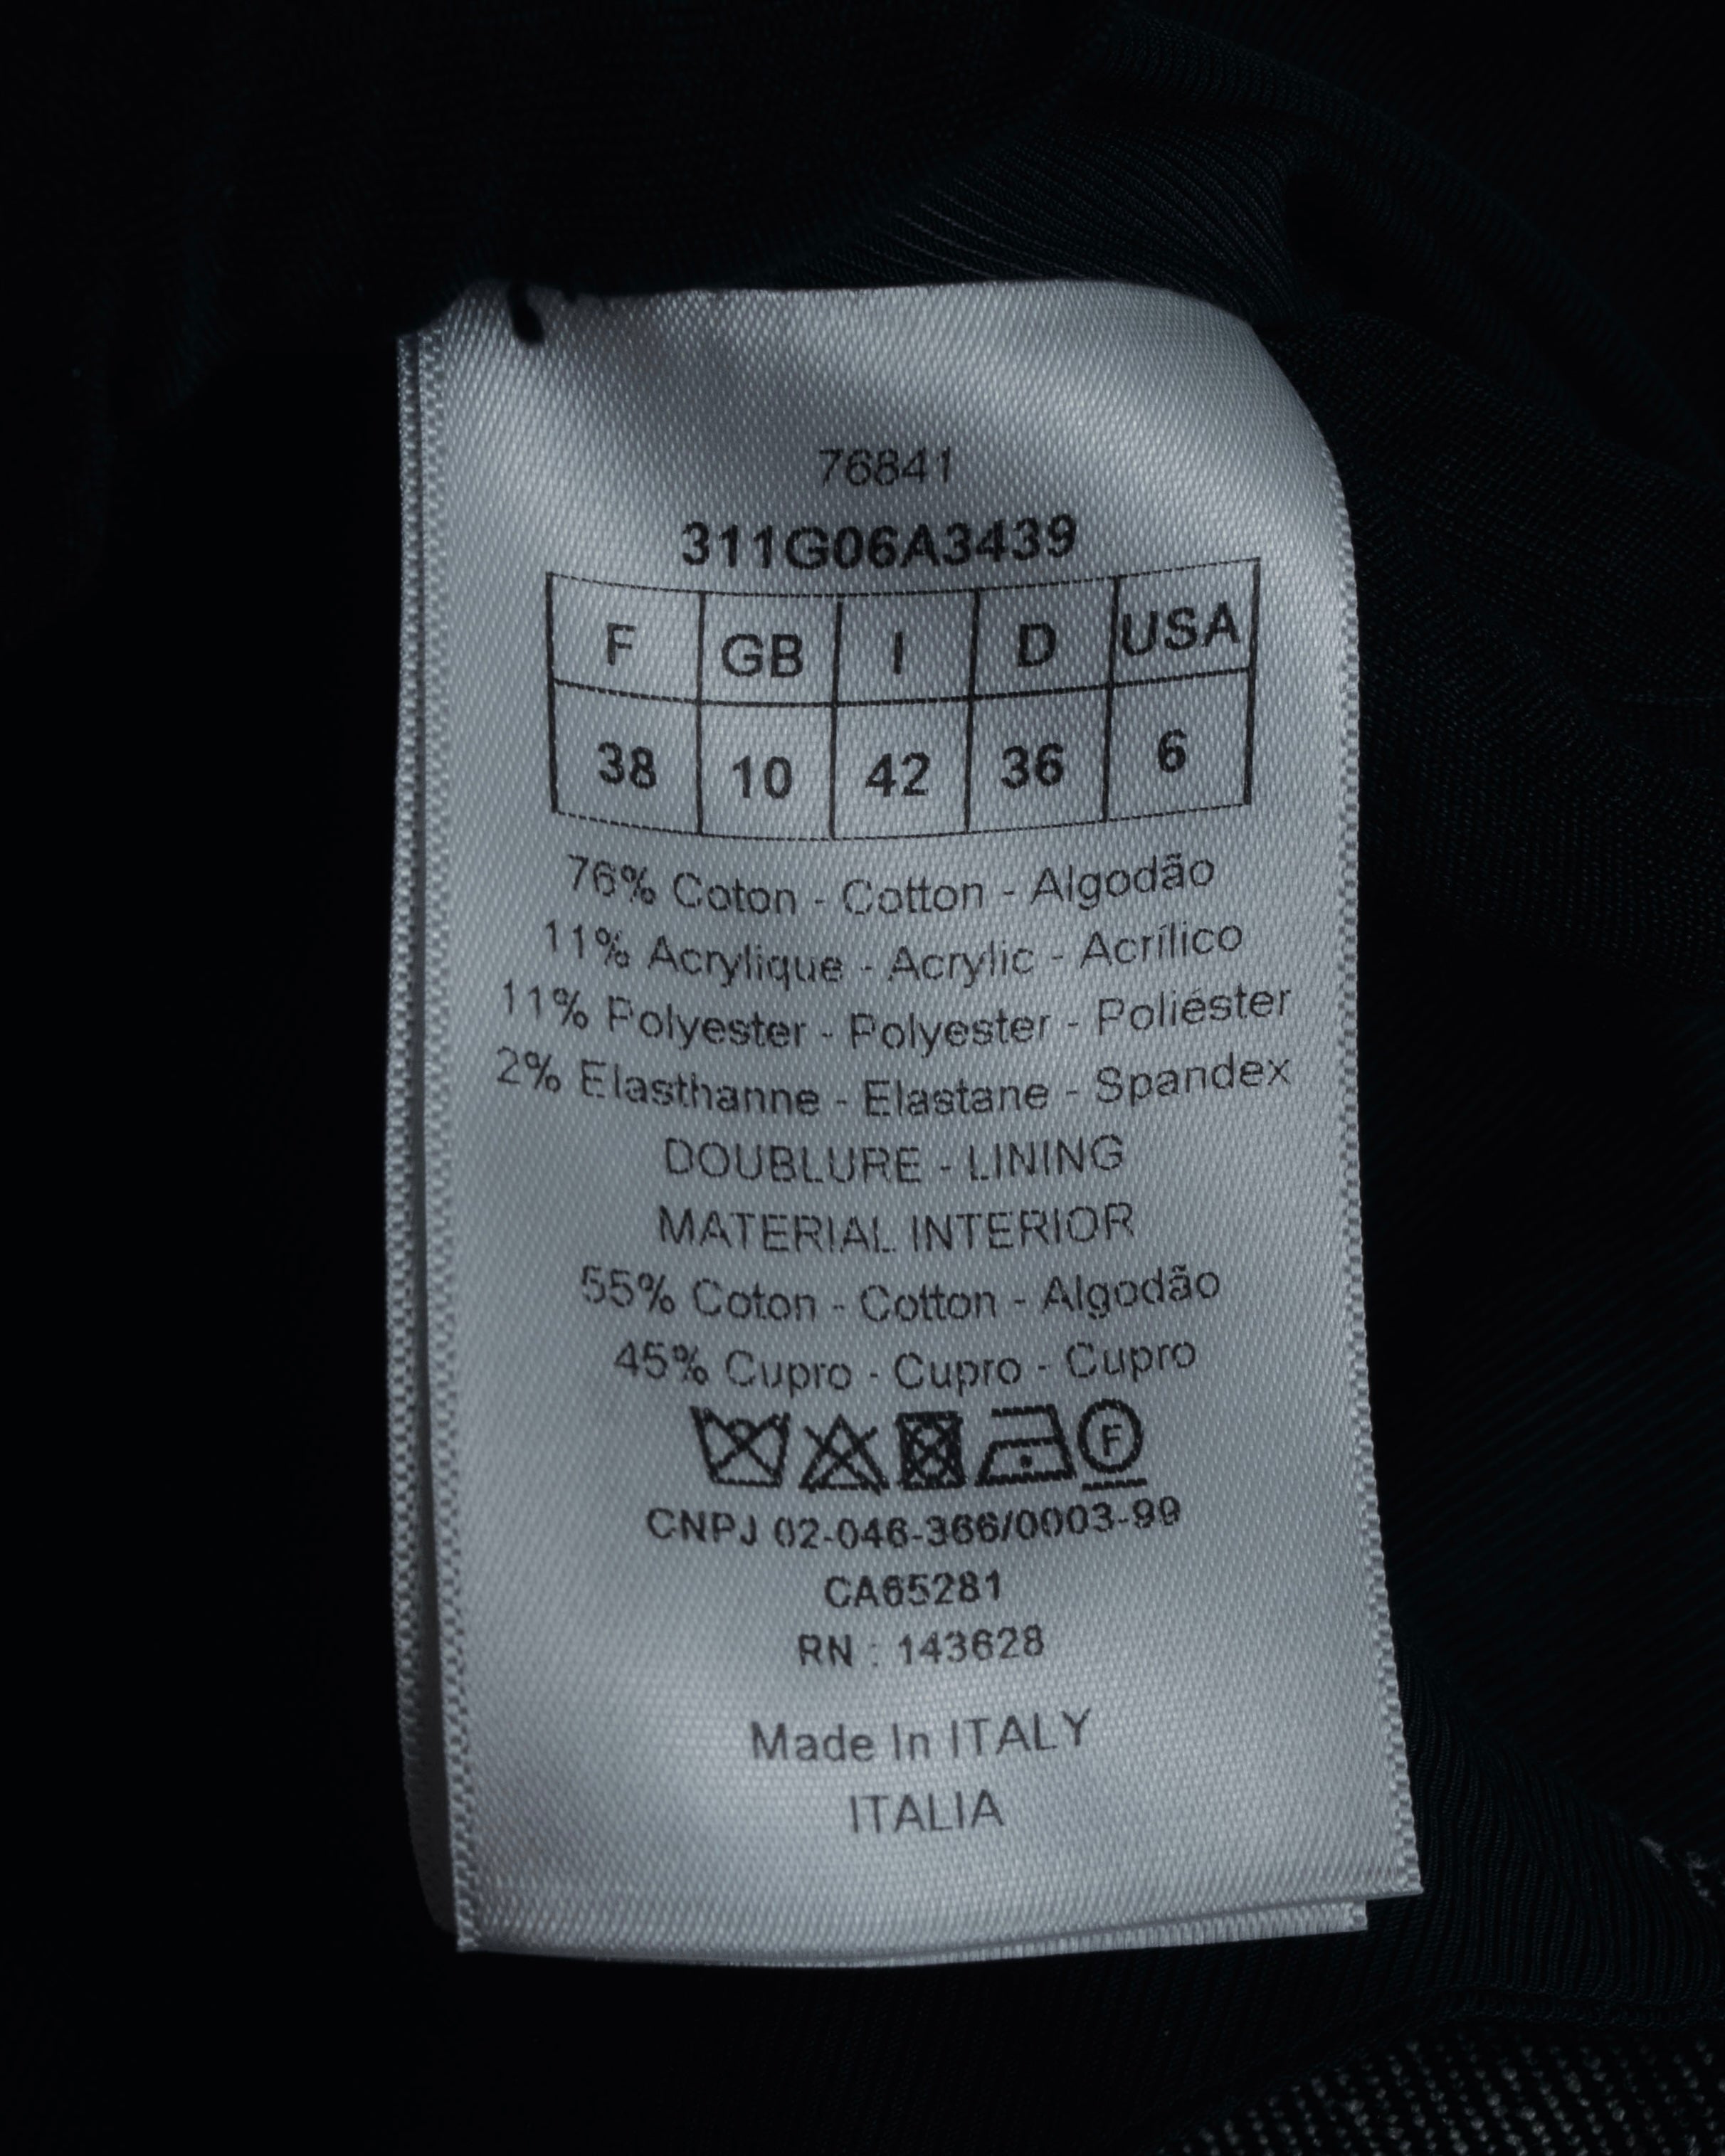 76841
311G06A3439
F GB I D USA
38 10 42 36 6
76% Coton - Cotton - Algodão
11% Acrylique - Acrylic - Acrílico
11% Polyester - Polyester - Poliéster
2% Elasthanne - Elastane - Spandex
DOUBLURE - LINING
MATERIAL INTERIOR
55% Coton - Cotton - Algodão
45% Cupro - Cupro - Cupro
F
CNPJ 02-046-366/0003-99
CA65281
RN : 143628
Made In ITALY
ITALIA